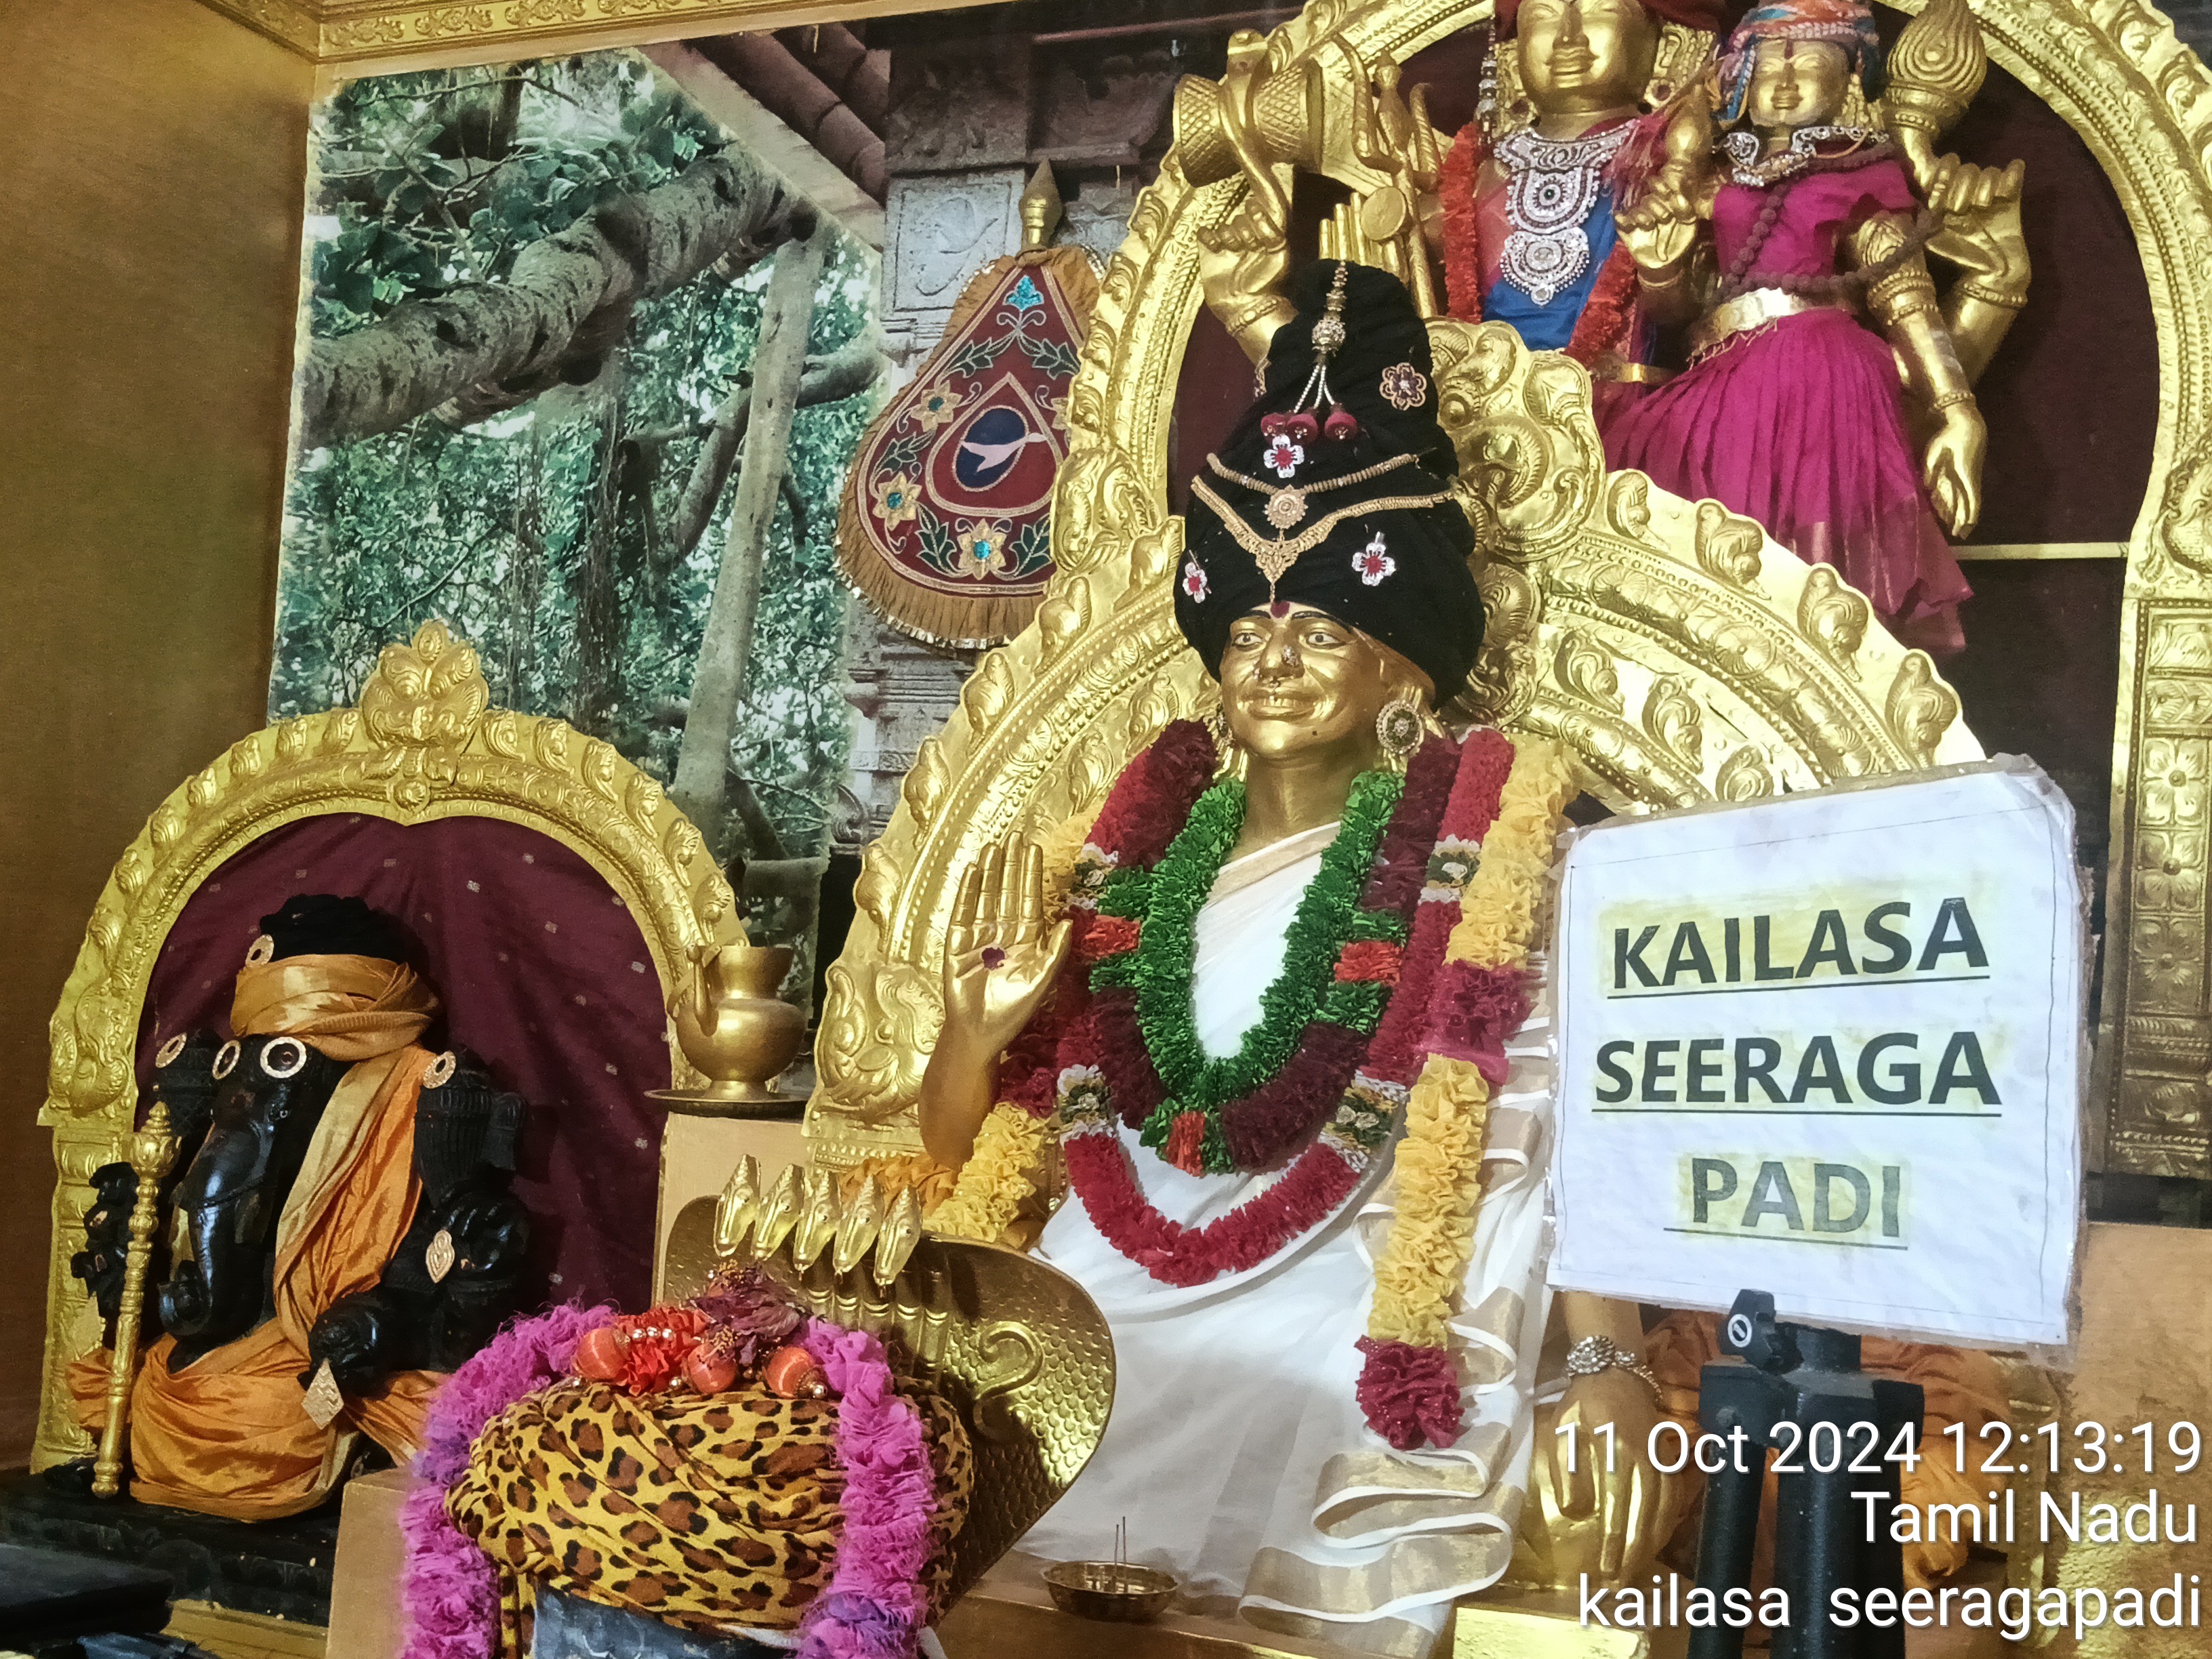 KAILASA
SEERAGA
PADI
11 Oct 2024 12:13:19
Tamil Nadu
kailasa seeragapadi